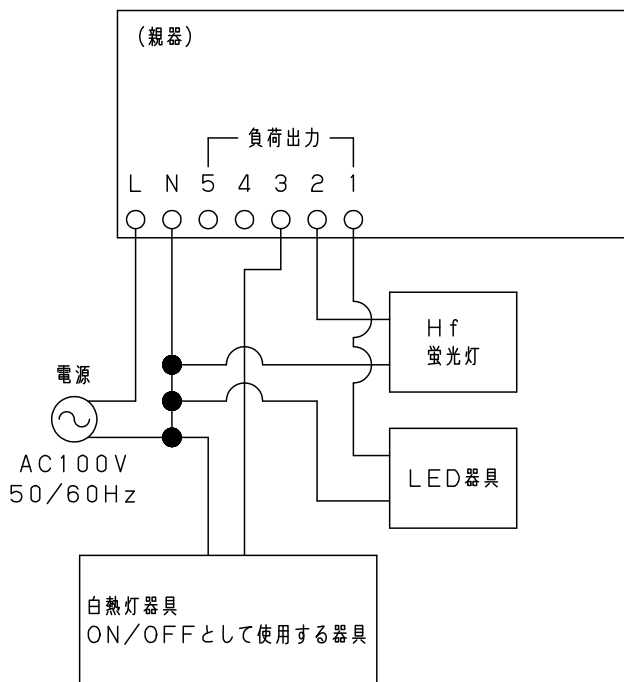 (親器)
負荷出力
L N 5 4 3 2 1
Hf
蛍光灯
電源
AC100V
50/60Hz
LED器具
白熱灯器具
ON/OFFとして使用する器具